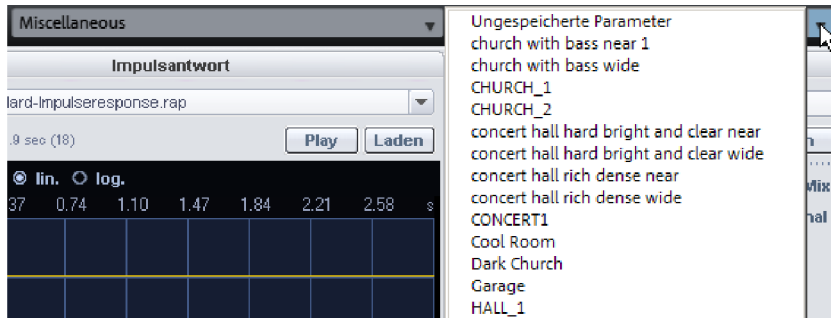 Miscellaneous
Impulsantwort
lard-Impulseresponse.rap
.9 sec (18)
Play
Laden
lin.
log.
37 0.74 1.10 1.47 1.84 2.21 2.58 s
Ungespeicherte Parameter
church with bass near 1
church with bass wide
CHURCH_1
CHURCH_2
concert hall hard bright and clear near
concert hall hard bright and clear wide
concert hall rich dense near
concert hall rich dense wide
CONCERT1
Cool Room
Dark Church
Garage
HALL_1
Mix
nal